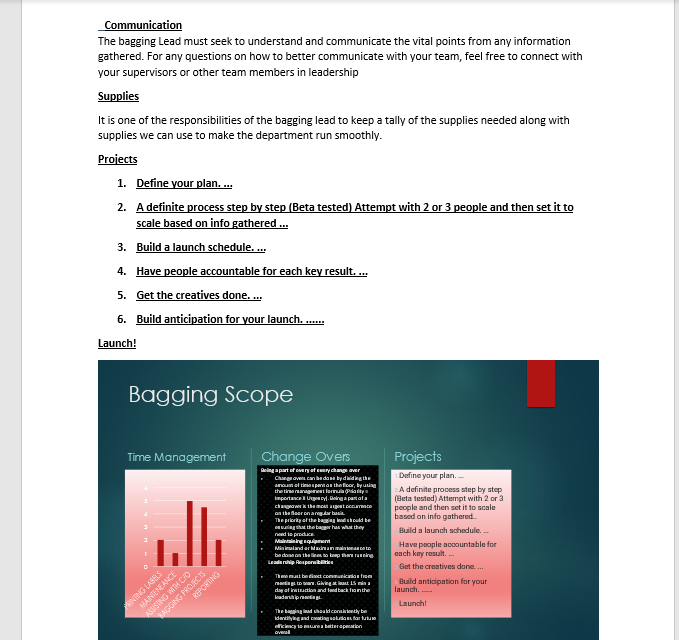 Communication
The bagging Lead must seek to understand and communicate the vital points from any information
gathered. For any questions on how to better communicate with your team, feel free to connect with
your supervisors or other team members in leadership
Supplies
It is one of the responsibilities of the bagging lead to keep a tally of the supplies needed along with
supplies we can use to make the department run smoothly.
Projects
1. Define your plan. ...
2. A definite process step by step (Beta tested) Attempt with 2 or 3 people and then set it to
scale based on info gathered ...
3. Build a launch schedule. ...
4. Have people accountable for each key result. ...
5. Get the creatives done. ...
6. Build anticipation for your launch. ......
Launch!
Bagging Scope
Time Management
4
3
2
1
0
PRINTING LABELS
MAINTENANCE
ASSISTING WITH C/O
BAGGING PROJECTS
REPORTING
Change Overs
Being a part of every of every change over
Change overs can be done by dividing the
amount of time spent on the floor, by using
the time management formula (Priority =
Importance X Urgency). Being a part of a
changeover is the most urgent occurrence
on the floor on a regular basis.
The priority of the bagging lead should be
ensuring that the bagger has what they
need to produce.
Maintaining equipment
Minimal and or Maximum maintenance to
be done on the lines to keep them running.
Leadership Responsibilities
There must be direct communication from
meetings to team. Giving at least 15 min a
day of instruction and feedback from the
leadership meetings.
The bagging lead should consistently be
identifying and creating solutions for future
efficiency to ensure a better operation
overall
Projects
Define your plan. ...
A definite process step by step
(Beta tested) Attempt with 2 or 3
people and then set it to scale
based on info gathered..
Build a launch schedule. ...
Have people accountable for
each key result. ...
Get the creatives done. ...
Build anticipation for your
launch. ......
Launch!